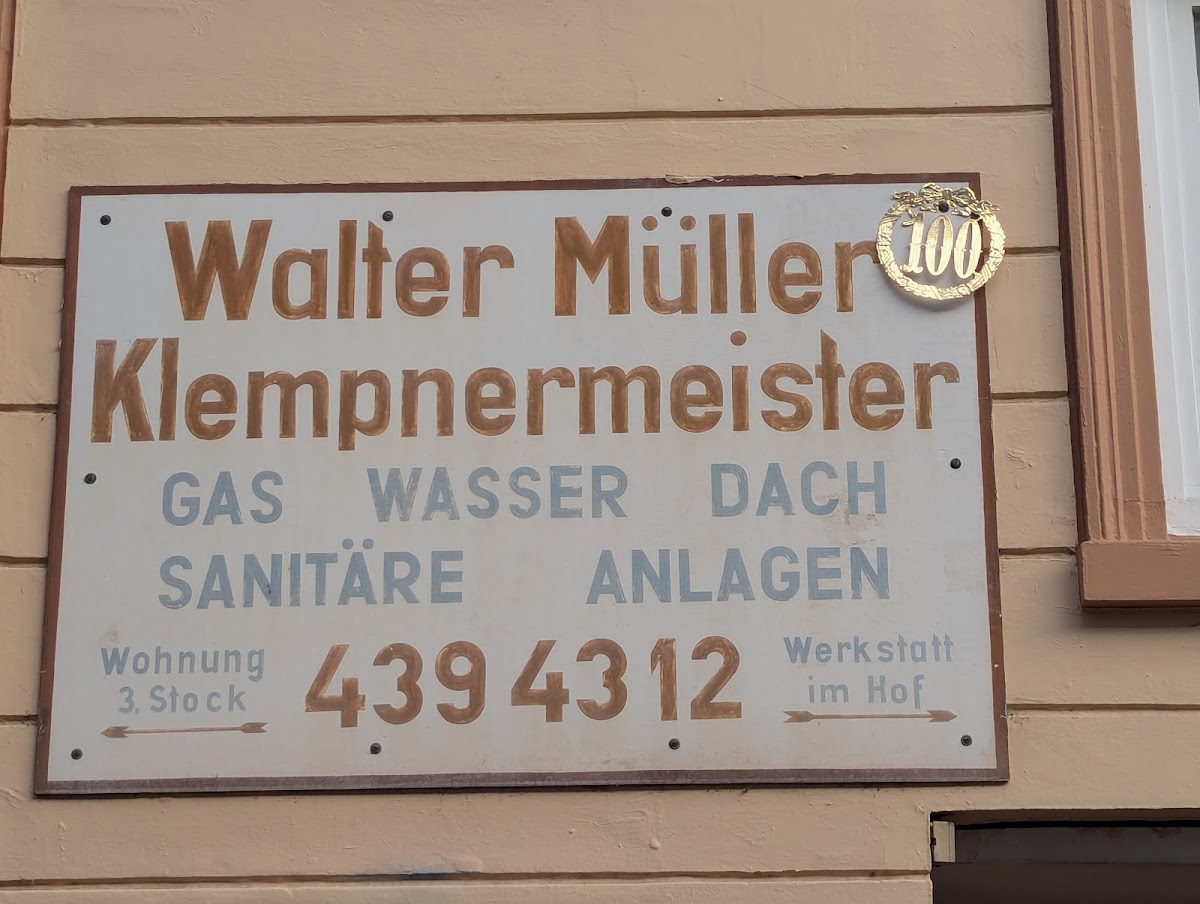 Walter Müller
100
Klempnermeister
GAS WASSER DACH
SANITÄRE ANLAGEN
Wohnung
3. Stock
439 4312
Werkstatt
im Hof